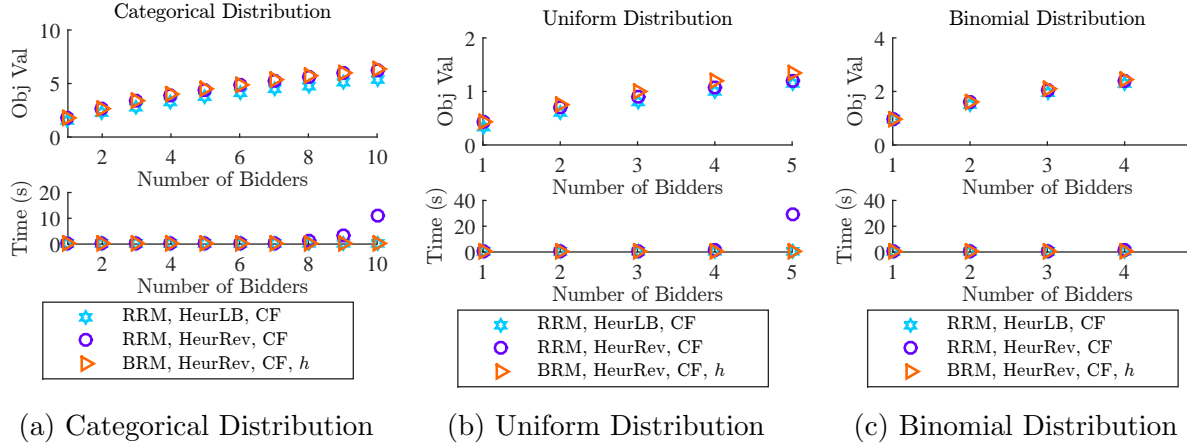 Categorical Distribution
Obj Val
10
5
0
2 4 6 8 10
Number of Bidders
Time (s)
20
10
0
2 4 6 8 10
Number of Bidders
RRM, HeurLB, CF
RRM, HeurRev, CF
BRM, HeurRev, CF, h
(a) Categorical Distribution
Uniform Distribution
Obj Val
2
1
0
1 2 3 4 5
Number of Bidders
Time (s)
40
20
0
1 2 3 4 5
Number of Bidders
RRM, HeurLB, CF
RRM, HeurRev, CF
BRM, HeurRev, CF, h
(b) Uniform Distribution
Binomial Distribution
Obj Val
4
2
0
1 2 3 4
Number of Bidders
Time (s)
40
20
0
1 2 3 4
Number of Bidders
RRM, HeurLB, CF
RRM, HeurRev, CF
BRM, HeurRev, CF, h
(c) Binomial Distribution